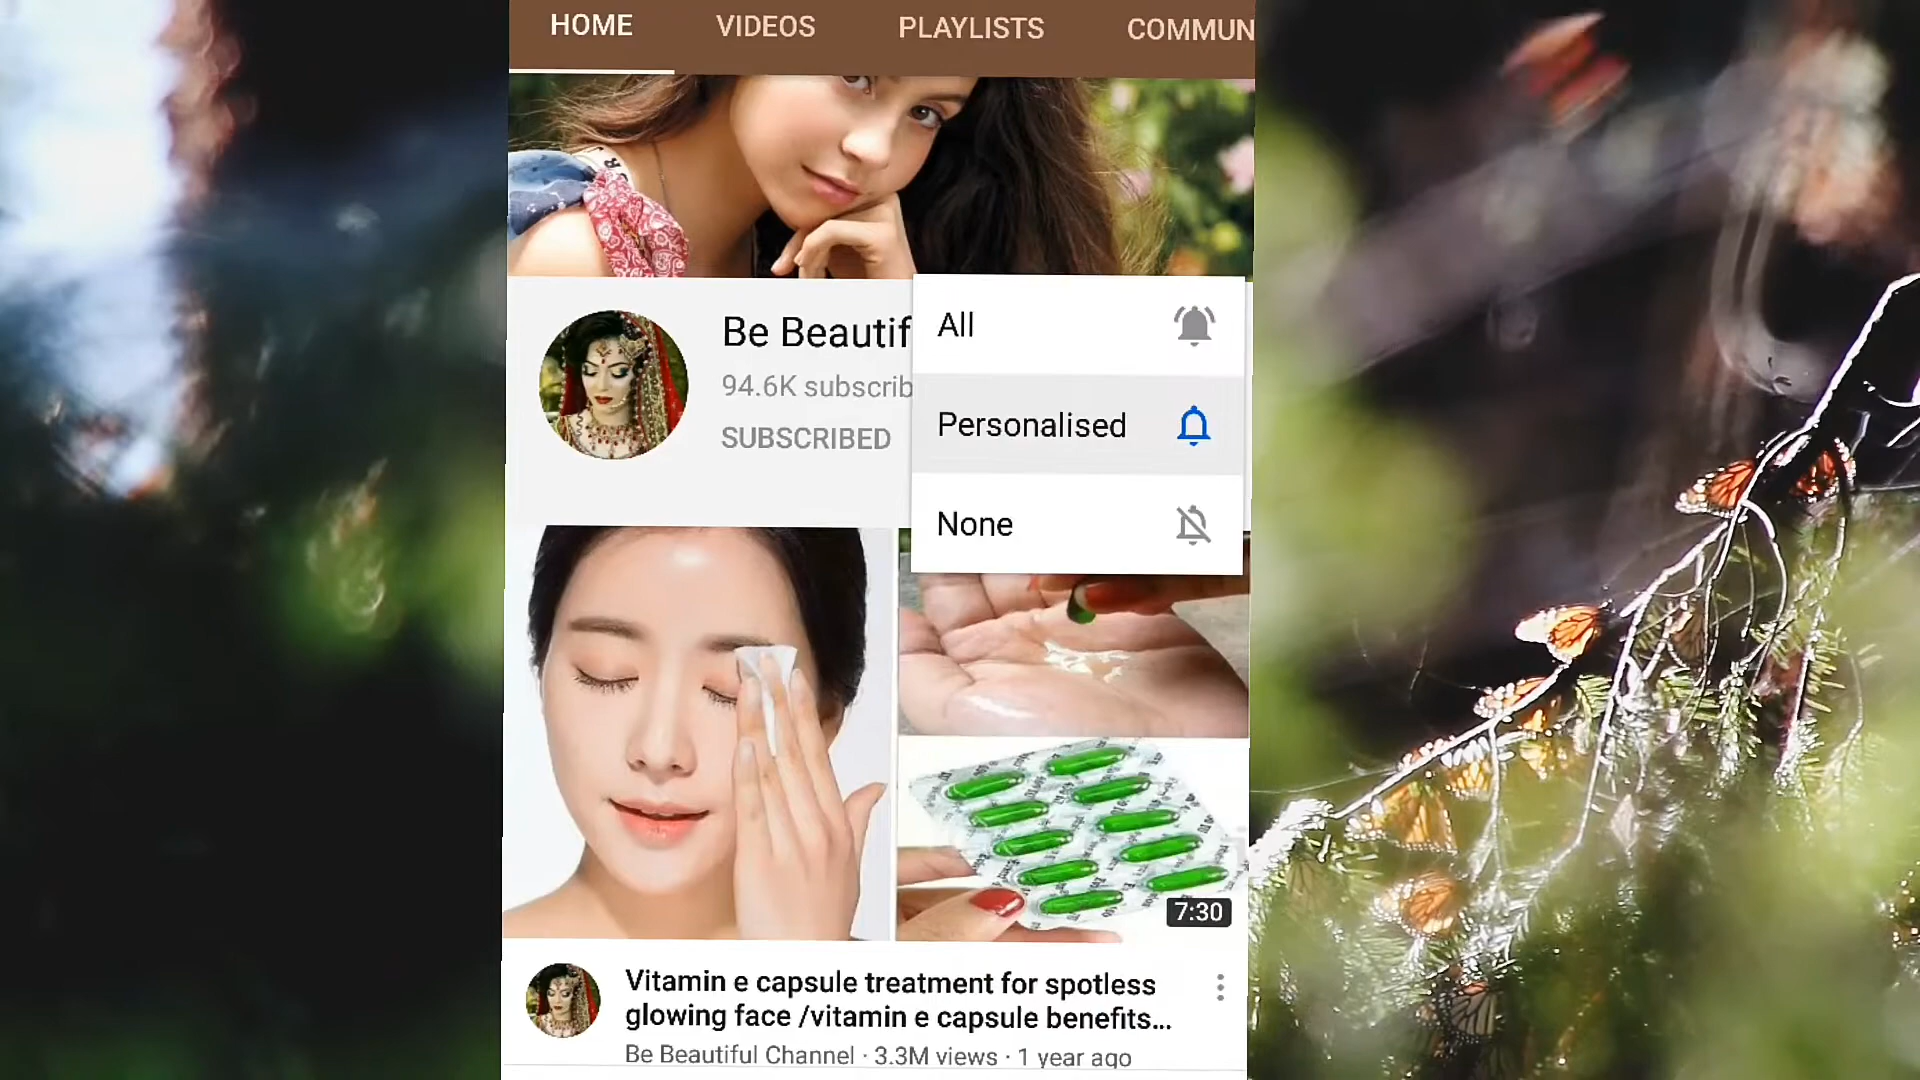 HOME VIDEOS PLAYLISTS COMMUN
Be Beautif
94.6K subscrib
SUBSCRIBED
All
Personalised
None
7:30
Vitamin e capsule treatment for spotless
glowing face /vitamin e capsule benefits...
Be Beautiful Channel · 3.3M views · 1 year ago